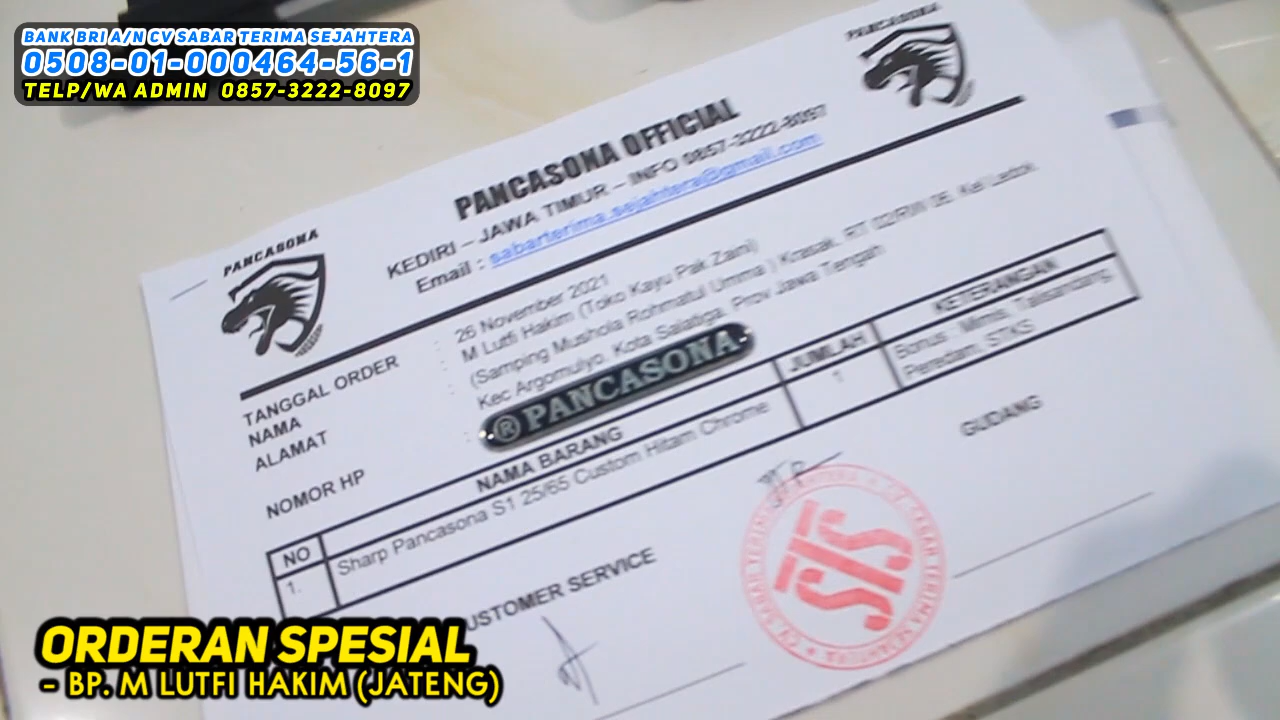 BANK BRI A/N CV SABAR TERIMA SEJAHTERA
0508-01-000464-56-1
TELP/WA ADMIN 0857-3222-8097
PANCASONA
PANCASONA
PANCASONA OFFICIAL
KEDIRI – JAWA TIMUR – INFO 0857-3222-8097
Email : sabarterima.sejahtera@gmail.com
TANGGAL ORDER : 26 November 2021
NAMA : M Lutfi Hakim (Toko Kayu Pak Zaini)
ALAMAT : (Samping Mushola Rohmatul Umma ) Krasak, RT 02/RW 06, Kel Ledok,
Kec Argomulyo, Kota Salatiga, Prov Jawa Tengah
NOMOR HP :
® PANCASONA
NO NAMA BARANG JUMLAH KETERANGAN
1. Sharp Pancasona S1 25/65 Custom Hitam Chrome 1 Bonus : Mimis, Talisandang,
Peredam, STKS
CUSTOMER SERVICE GUDANG
STS
ORDERAN SPESIAL
- BP. M LUTFI HAKIM (JATENG)